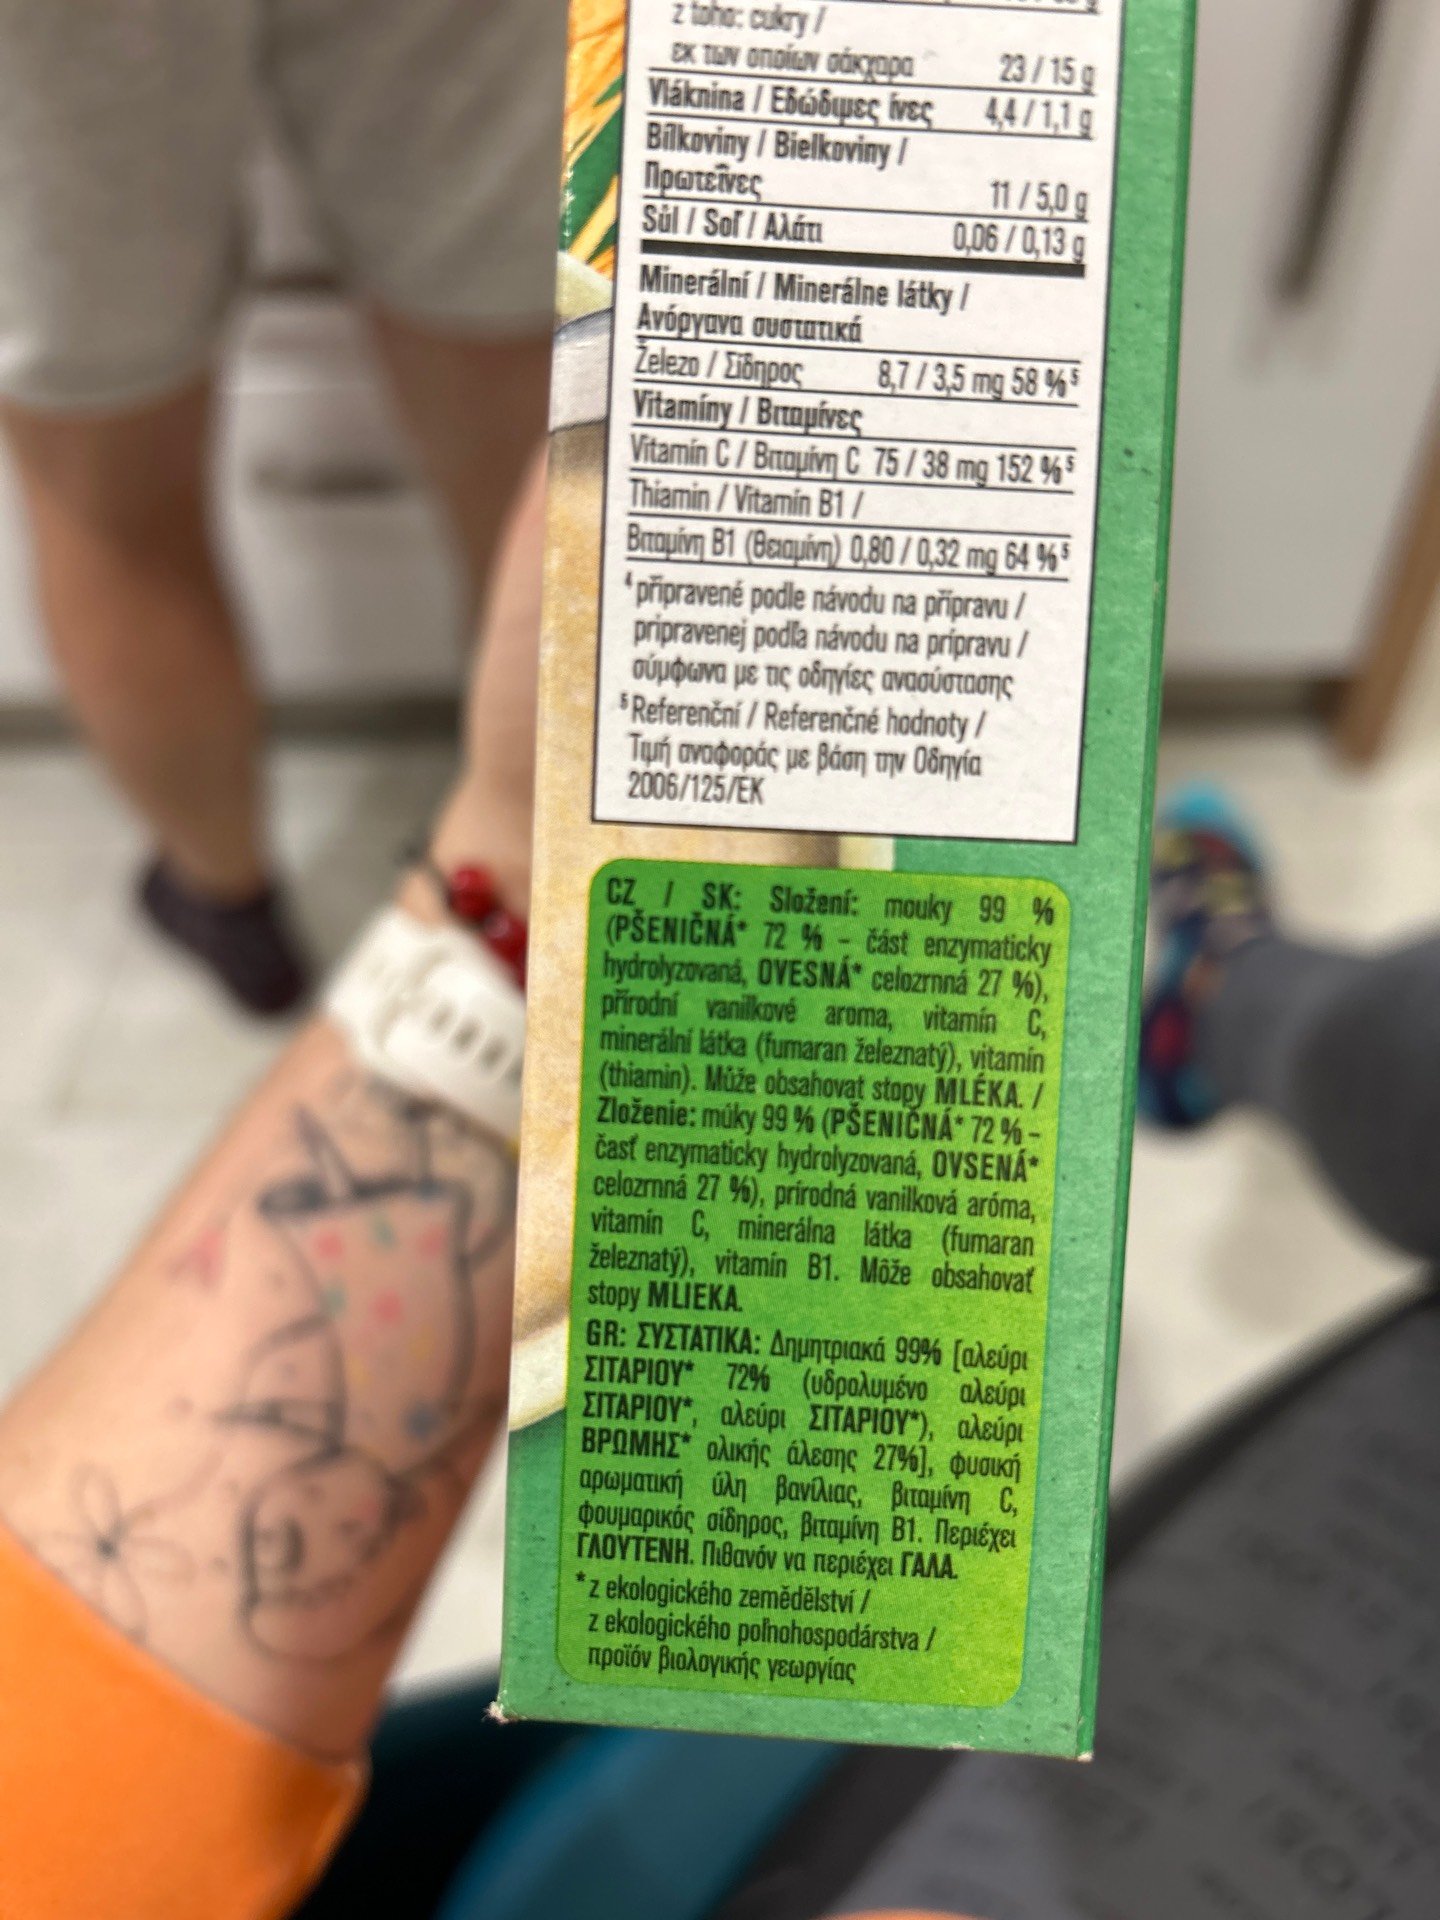 z toho: cukry /
εκ των οποίων σάκχαρα 23 / 15 g
Vláknina / Εδώδιμες ίνες 4,4 / 1,1 g
Bílkoviny / Bielkoviny /
Πρωτεΐνες 11 / 5,0 g
Sůl / Soľ / Αλάτι 0,06 / 0,13 g
Minerální / Minerálne látky /
Ανόργανα συστατικά
Železo / Σίδηρος 8,7 / 3,5 mg 58 %⁵
Vitamíny / Βιταμίνες
Vitamín C / Βιταμίνη C 75 / 38 mg 152 %⁵
Thiamin / Vitamín B1 /
Βιταμίνη B1 (θειαμίνη) 0,80 / 0,32 mg 64 %⁵
⁴ připravené podle návodu na přípravu /
pripravenej podľa návodu na prípravu /
σύμφωνα με τις οδηγίες ανασύστασης
⁵ Referenční / Referenčné hodnoty /
Τιμή αναφοράς με βάση την Οδηγία
2006/125/ΕΚ
CZ / SK: Složení: mouky 99 %
(PŠENIČNÁ* 72 % – část enzymaticky
hydrolyzovaná, OVESNÁ* celozrnná 27 %),
přírodní vanilkové aroma, vitamín C,
minerální látka (fumaran železnatý), vitamín
(thiamin). Může obsahovat stopy MLÉKA. /
Zloženie: múky 99 % (PŠENIČNÁ* 72 % –
časť enzymaticky hydrolyzovaná, OVSENÁ*
celozrnná 27 %), prírodná vanilková aróma,
vitamín C, minerálna látka (fumaran
železnatý), vitamín B1. Môže obsahovať
stopy MLIEKA.
GR: ΣΥΣΤΑΤΙΚΑ: Δημητριακά 99% [αλεύρι
ΣΙΤΑΡΙΟΥ* 72% (υδρολυμένο αλεύρι
ΣΙΤΑΡΙΟΥ*, αλεύρι ΣΙΤΑΡΙΟΥ*), αλεύρι
ΒΡΩΜΗΣ* ολικής άλεσης 27%], φυσική
αρωματική ύλη βανίλιας, βιταμίνη C,
φουμαρικός σίδηρος, βιταμίνη B1. Περιέχει
ΓΛΟΥΤΕΝΗ. Πιθανόν να περιέχει ΓΑΛΑ.
* z ekologického zemědělství /
z ekologického poľnohospodárstva /
προϊόν βιολογικής γεωργίας